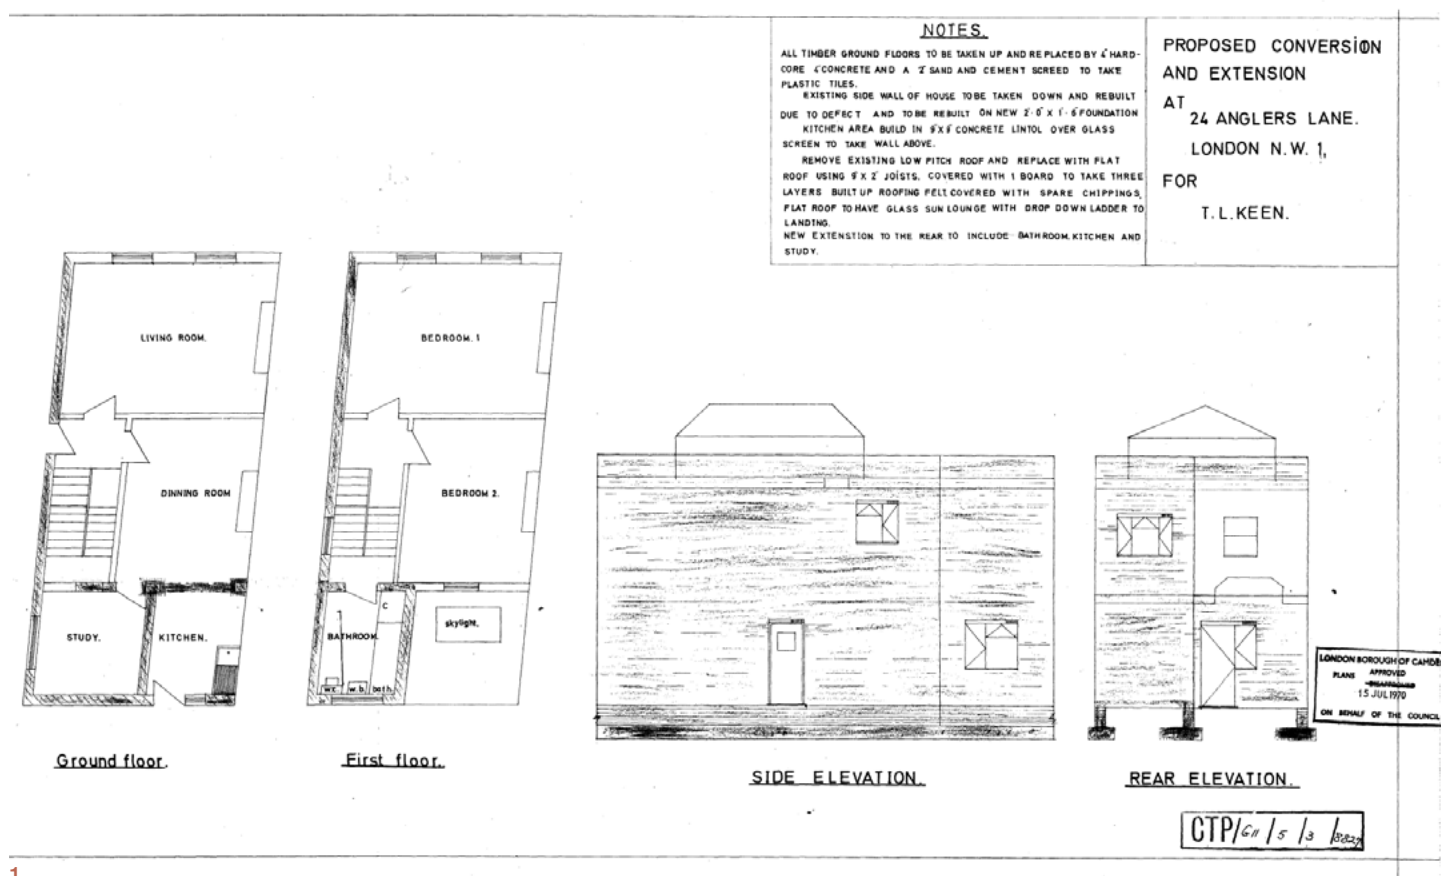 NOTES.
ALL TIMBER GROUND FLOORS TO BE TAKEN UP AND REPLACED BY 4" HARD-
CORE 4" CONCRETE AND A 2" SAND AND CEMENT SCREED TO TAKE
PLASTIC TILES.
EXISTING SIDE WALL OF HOUSE TO BE TAKEN DOWN AND REBUILT
DUE TO DEFECT AND TO BE REBUILT ON NEW 2'-0" X 1'-6" FOUNDATION
KITCHEN AREA BUILD IN 9"X9" CONCRETE LINTOL OVER GLASS
SCREEN TO TAKE WALL ABOVE.
REMOVE EXISTING LOW PITCH ROOF AND REPLACE WITH FLAT
ROOF USING 9" X 2" JOISTS. COVERED WITH 1" BOARD TO TAKE THREE
LAYERS BUILT UP ROOFING FELT COVERED WITH SPARE CHIPPINGS.
FLAT ROOF TO HAVE GLASS SUN LOUNGE WITH DROP DOWN LADDER TO
LANDING.
NEW EXTENSTION TO THE REAR TO INCLUDE BATHROOM, KITCHEN AND
STUDY.
PROPOSED CONVERSION
AND EXTENSION
AT
24 ANGLERS LANE.
LONDON N.W. 1,
FOR
T.L.KEEN.
LIVING ROOM.
DINNING ROOM
STUDY.
KITCHEN.
Ground floor.
BEDROOM. 1
BEDROOM 2.
C
BATHROOM.
skylight.
w.c.
w.b.
bath.
First floor.
SIDE ELEVATION.
REAR ELEVATION.
LONDON BOROUGH OF CAMDE
PLANS APPROVED
15 JUL 1970
ON BEHALF OF THE COUNCIL
CTP/G11/5/3/
1